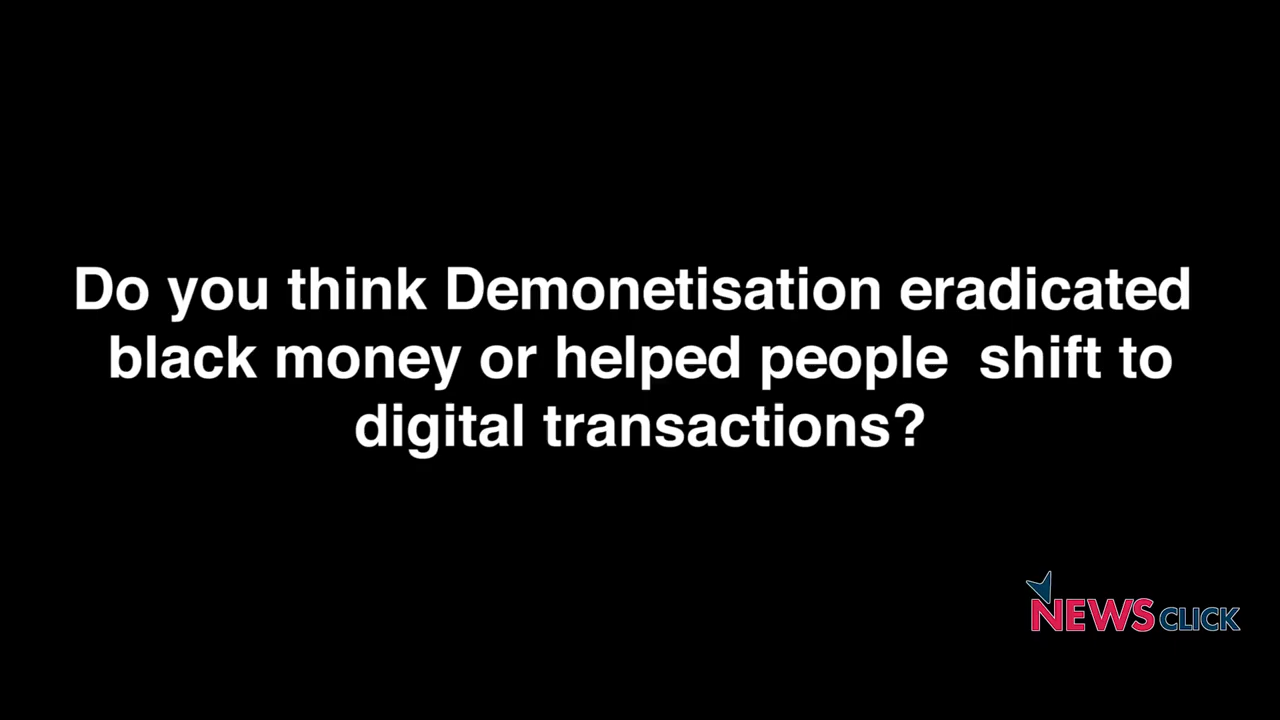 Do you think Demonetisation eradicated
black money or helped people  shift to
digital transactions?
NEWSCLICK